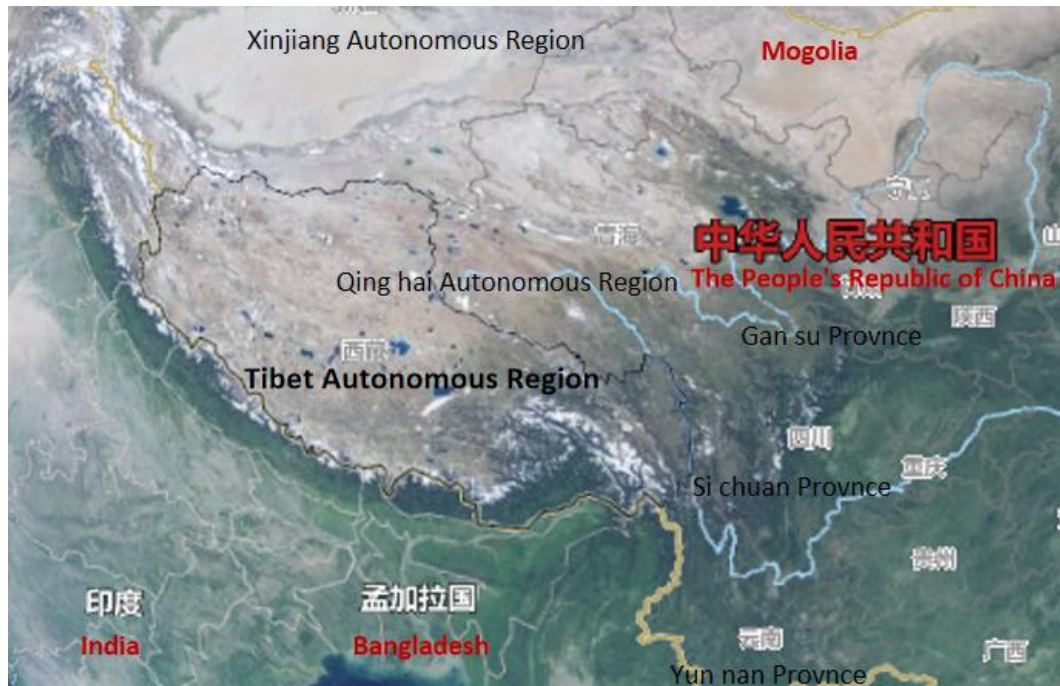 Xinjiang Autonomous Region
Mogolia
青海
中华人民共和国
Qing hai Autonomous Region
The People's Republic of China
陕西
Gan su Provnce
西藏
Tibet Autonomous Region
四川
重庆
Si chuan Provnce
贵州
印度
孟加拉国
India
Bangladesh
云南
广西
Yun nan Provnce